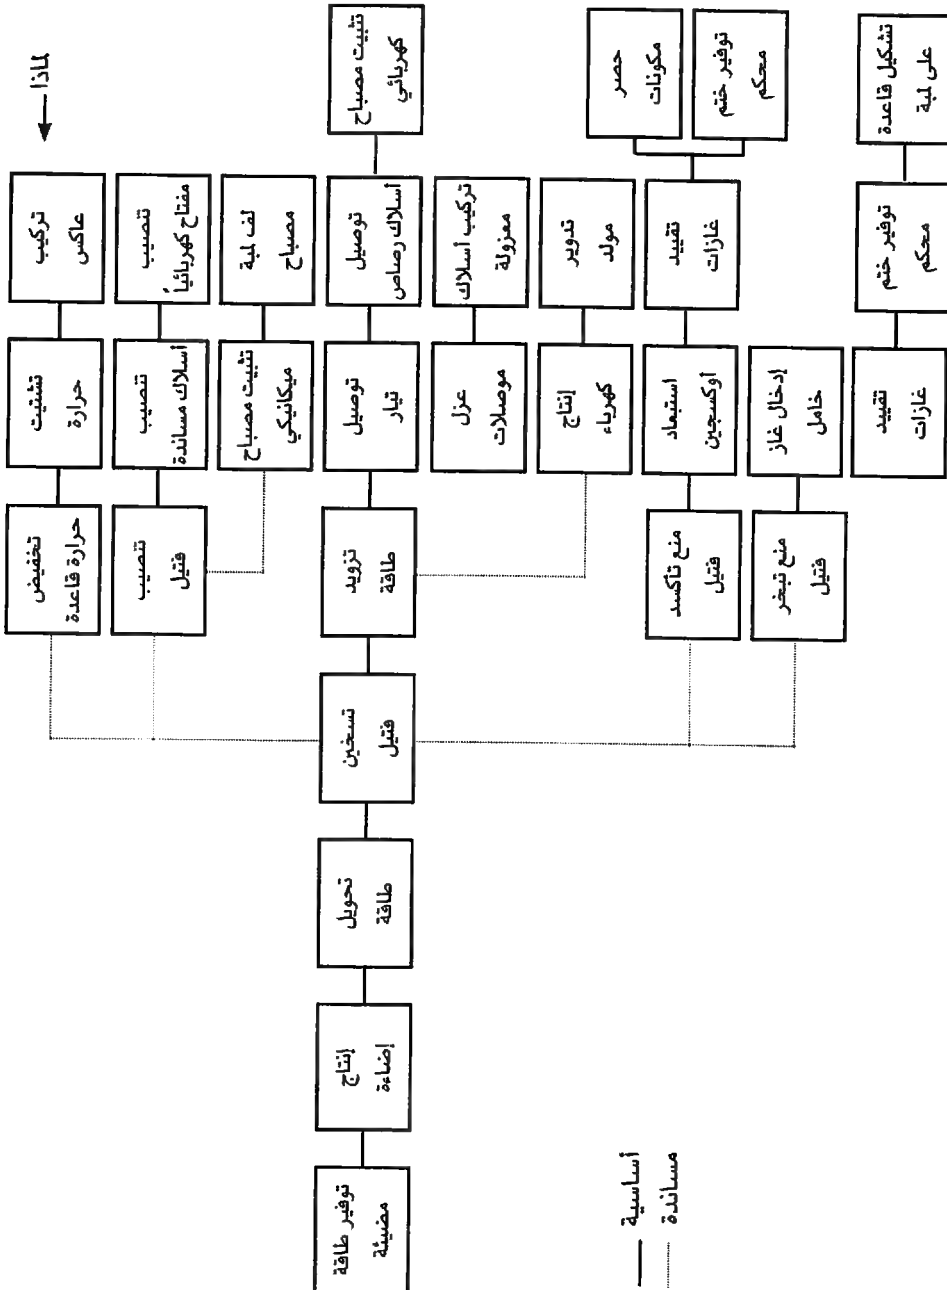 لماذا
تركيب
عاكس
تشتيت
حرارة
تخفيض
حرارة قاعدة
تنصيب
مفتاح كهربائياً
تنصيب
أسلاك مساندة
تنصيب
فتيل
لف لمبة
مصباح
تثبيت مصباح
ميكانيكي
تثبيت مصباح
كهربائي
توصيل
أسلاك رصاص
توصيل
تيار
تزويد
طاقة
تسخين
فتيل
تحويل
طاقة
إنتاج
إضاءة
توفير طاقة
مضيئة
تركيب أسلاك
معزولة
عزل
موصلات
تدوير
مولد
إنتاج
كهرباء
حصر
مكونات
توفير ختم
محكم
تقييد
غازات
استبعاد
أوكسجين
منع تأكسد
فتيل
إدخال غاز
خامل
منع تبخر
فتيل
تشكيل قاعدة
على لمبة
توفير ختم
محكم
تقييد
غازات
أساسية
مساندة